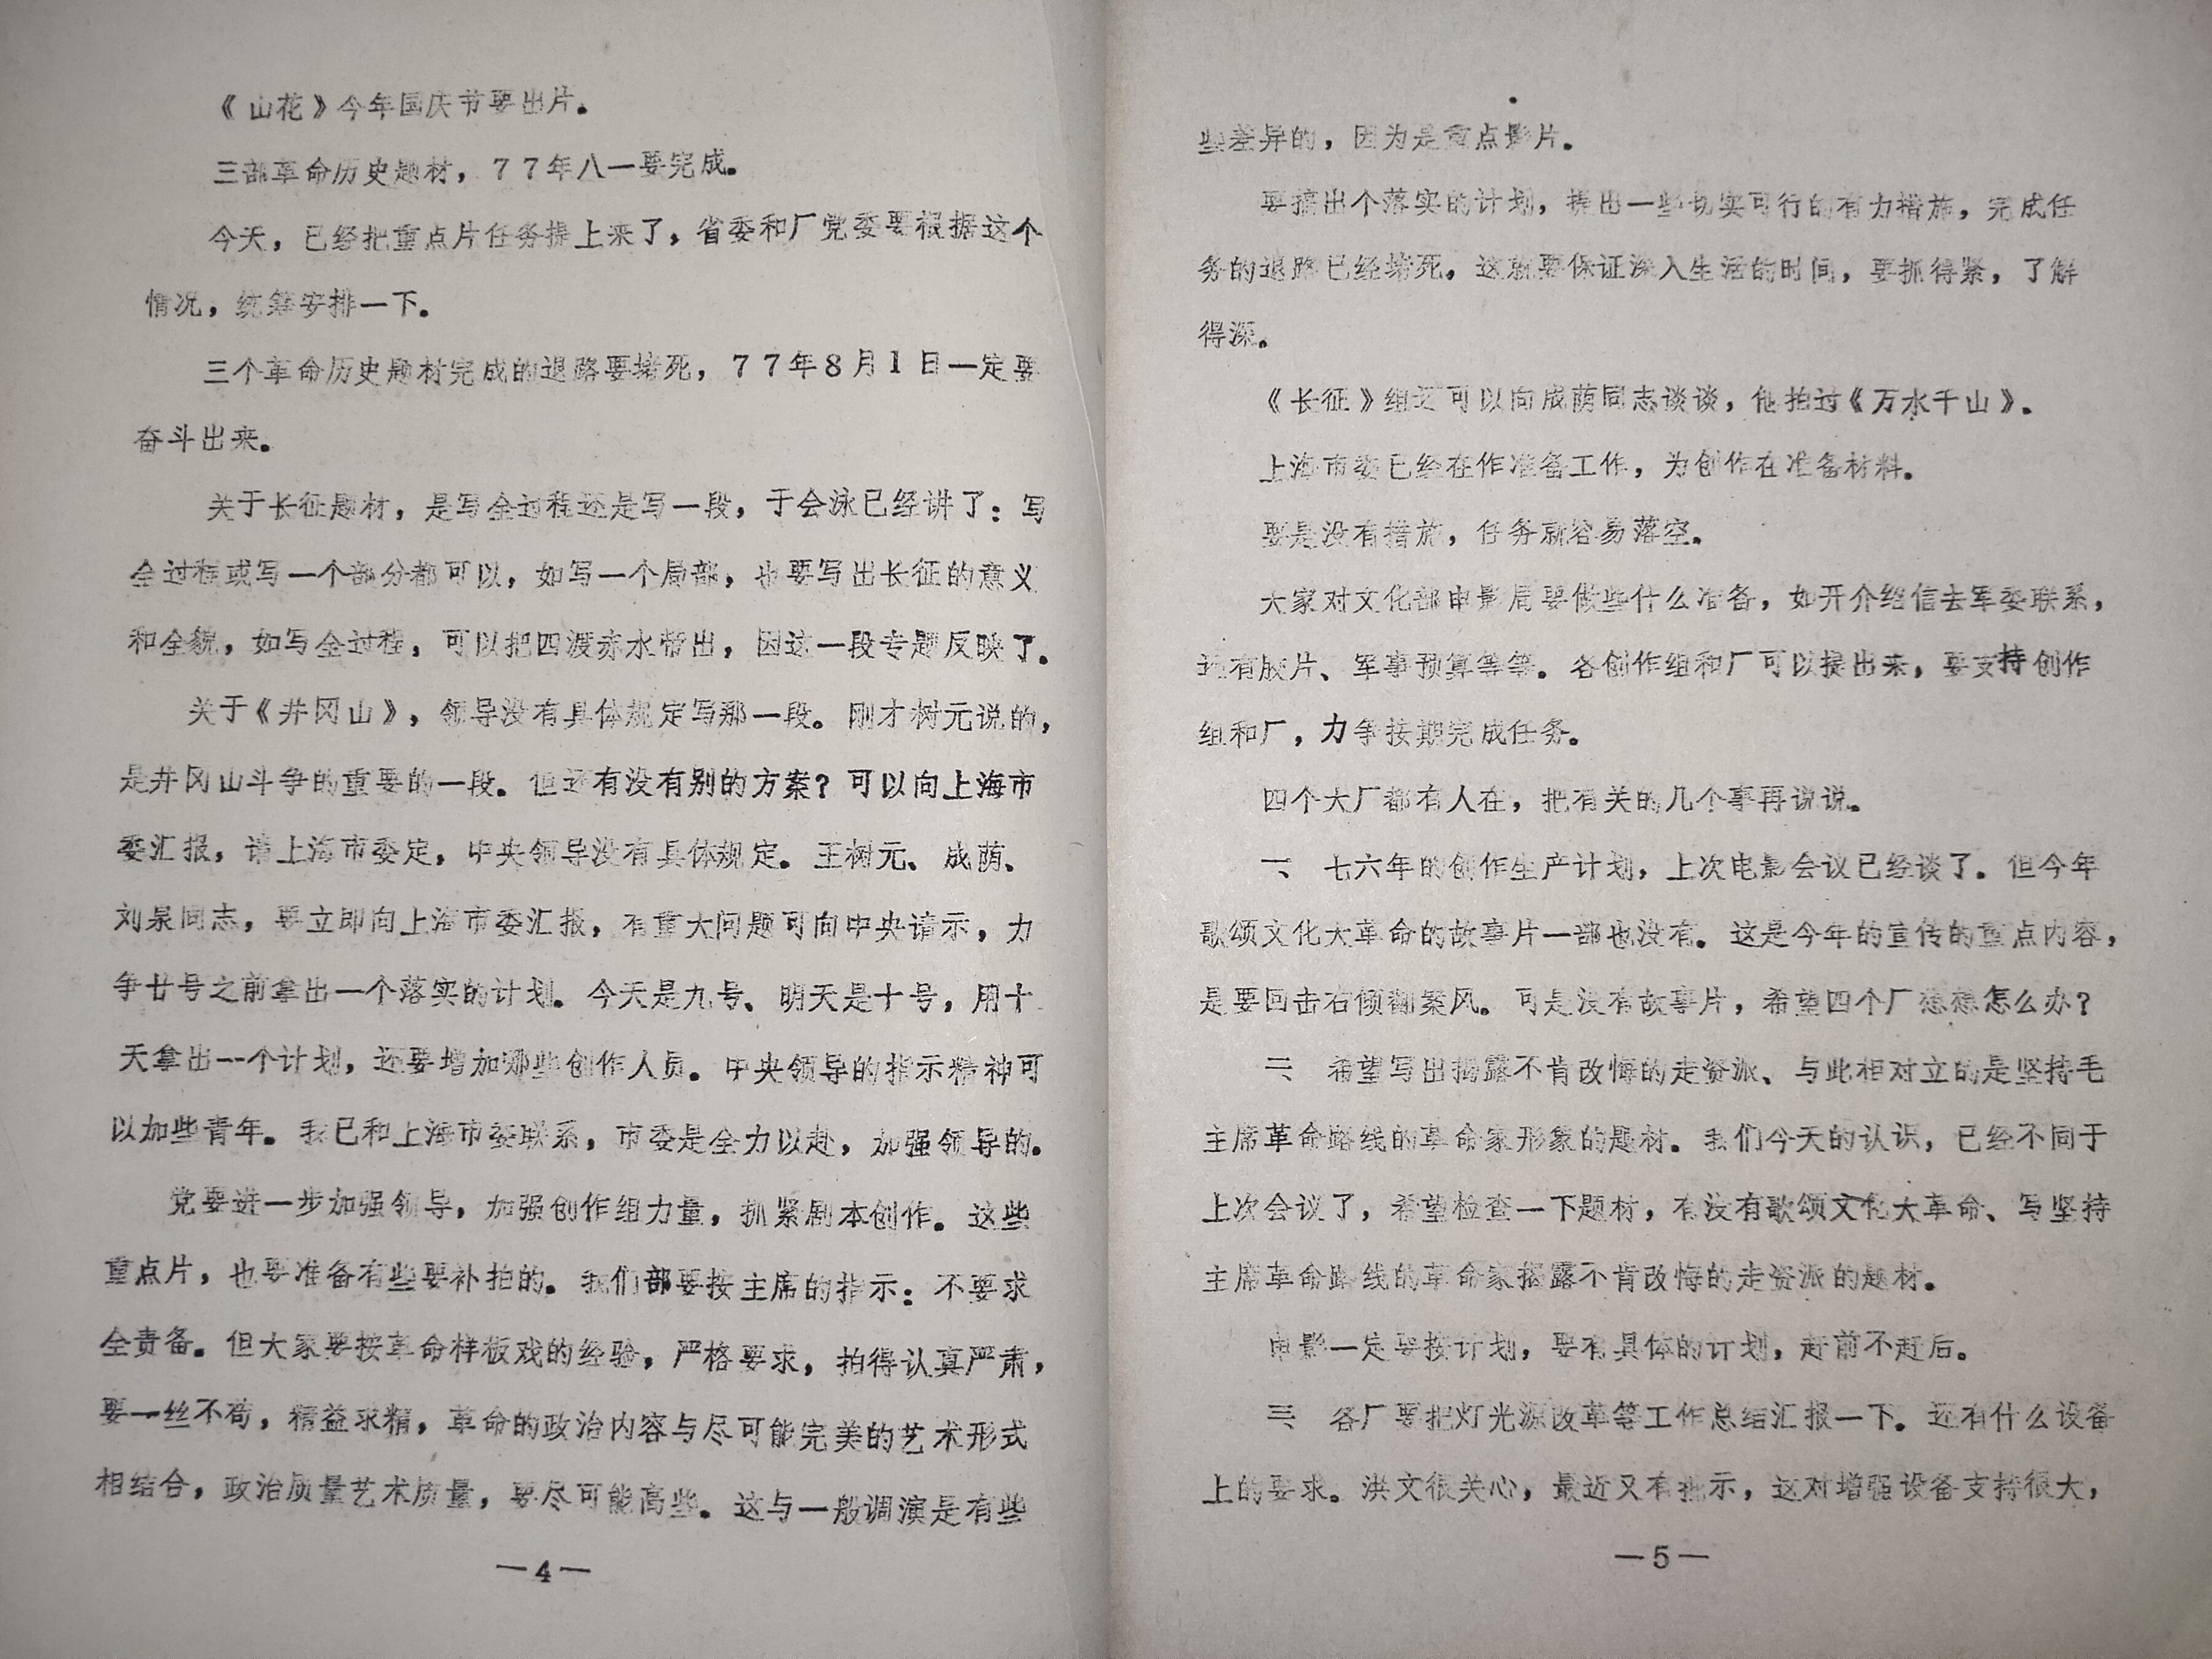 《山花》今年国庆节要出片。
三部革命历史题材，77年八一要完成。
今天，已经把重点片任务提上来了，省委和厂党委要根据这个
情况，统筹安排一下。
三个革命历史题材完成的退路要堵死，77年8月1日一定要
奋斗出来。
关于长征题材，是写全过程还是写一段，于会泳已经讲了：写
全过程或写一个部分都可以，如写一个局部，也要写出长征的意义
和全貌，如写全过程，可以把四渡赤水带出，因这一段专题反映了。
关于《井冈山》，领导没有具体规定写那一段。刚才树元说的，
是井冈山斗争的重要的一段。但还有没有别的方案？可以向上海市
委汇报，请上海市委定，中央领导没有具体规定。王树元、成荫、
刘泉同志，要立即向上海市委汇报，有重大问题可向中央请示，力
争廿号之前拿出一个落实的计划。今天是九号、明天是十号，用十
天拿出一个计划，还要增加哪些创作人员。中央领导的指示精神可
以加些青年。我已和上海市委联系，市委是全力以赴，加强领导的。
党要进一步加强领导，加强创作组力量，抓紧剧本创作。这些
重点片，也要准备有些要补拍的。我们部要按主席的指示：不要求
全责备。但大家要按革命样板戏的经验，严格要求，拍得认真严肃，
要一丝不苟，精益求精，革命的政治内容与尽可能完美的艺术形式
相结合，政治质量艺术质量，要尽可能高些。这与一般调演是有些
—4—
些差异的，因为是重点影片。
要搞出个落实的计划，提出一些切实可行的有力措施，完成任
务的退路已经堵死，这就要保证深入生活的时间，要抓得紧，了解
得深。
《长征》组还可以向成荫同志谈谈，他拍过《万水千山》。
上海市委已经在作准备工作，为创作在准备材料。
要是没有措施，任务就容易落空。
大家对文化部电影局要做些什么准备，如开介绍信去军委联系，
还有胶片、军事预算等等。各创作组和厂可以提出来，要支持创作
组和厂，力争按期完成任务。
四个大厂都有人在，把有关的几个事再说说。
一、七六年的创作生产计划，上次电影会议已经谈了。但今年
歌颂文化大革命的故事片一部也没有。这是今年的宣传的重点内容，
是要回击右倾翻案风。可是没有故事片，希望四个厂想想怎么办？
二、希望写出揭露不肯改悔的走资派、与此相对立的是坚持毛
主席革命路线的革命家形象的题材。我们今天的认识，已经不同于
上次会议了，希望检查一下题材，有没有歌颂文化大革命、写坚持
主席革命路线的革命家揭露不肯改悔的走资派的题材。
电影一定要按计划，要有具体的计划，赶前不赶后。
三、各厂要把灯光源改革等工作总结汇报一下。还有什么设备
上的要求。洪文很关心，最近又有批示，这对增强设备支持很大，
—5—